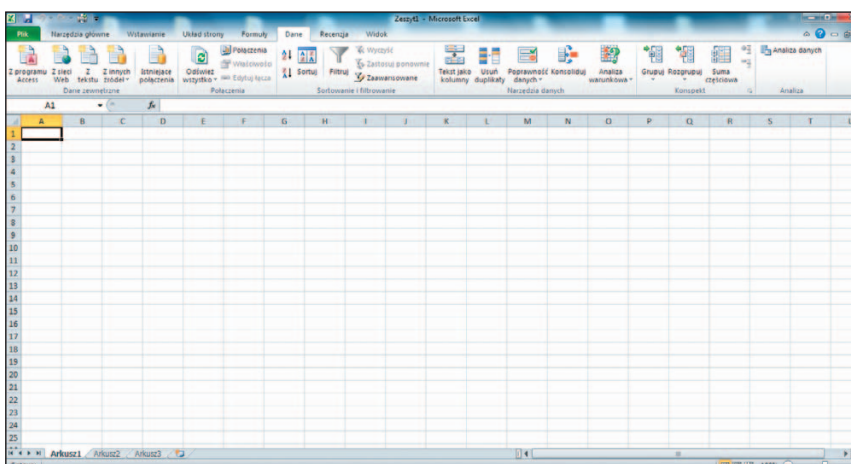 Zeszyt1 - Microsoft Excel
Plik Narzędzia główne Wstawianie Układ strony Formuły Dane Recenzja Widok
Z programu Access Z sieci Web Z tekstu Z innych źródeł Istniejące połączenia
Dane zewnętrzne
Odśwież wszystko Połączenia Właściwości Edytuj łącza
Połączenia
Sortuj Filtruj Wyczyść Zastosuj ponownie Zaawansowane
Sortowanie i filtrowanie
Tekst jako kolumny Usuń duplikaty Poprawność danych Konsoliduj Analiza warunkowa
Narzędzia danych
Grupuj Rozgrupuj Suma częściowa
Konspekt
Analiza danych
Analiza
A1 fx
A B C D E F G H I J K L M N O P Q R S T U
1
2
3
4
5
6
7
8
9
10
11
12
13
14
15
16
17
18
19
20
21
22
23
24
25
Arkusz1 Arkusz2 Arkusz3